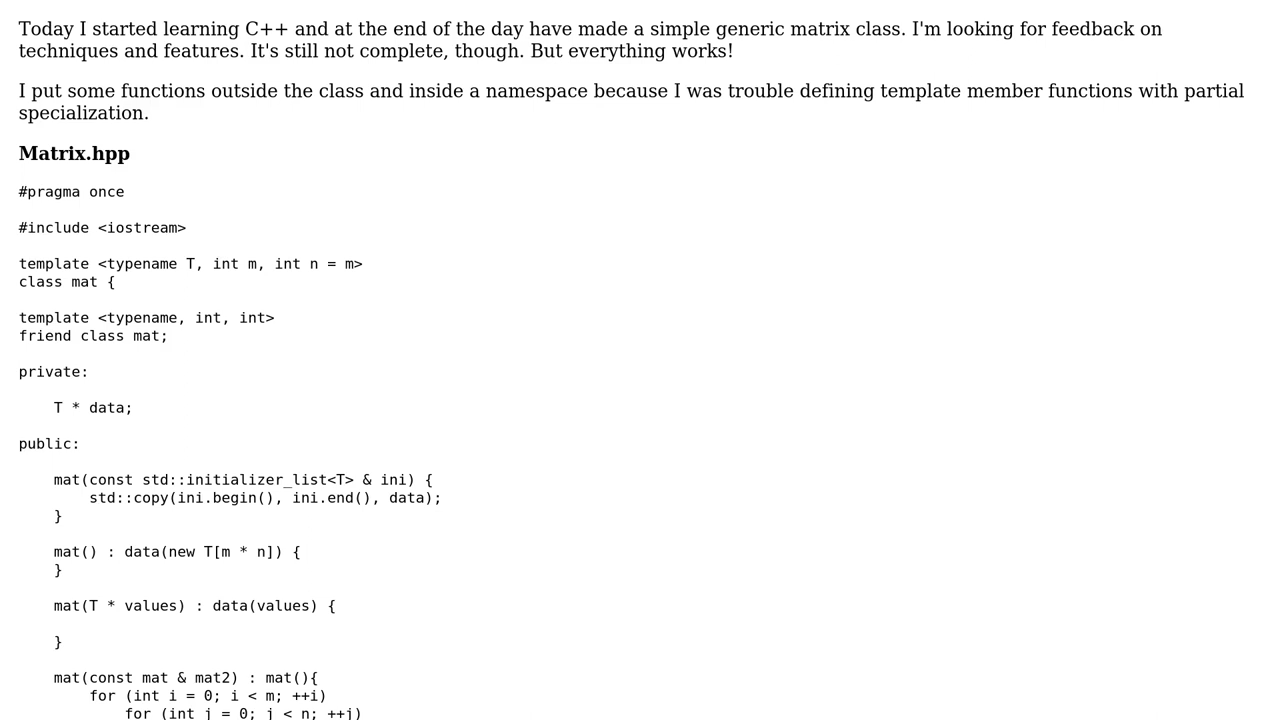 Today I started learning C++ and at the end of the day have made a simple generic matrix class. I'm looking for feedback on
techniques and features. It's still not complete, though. But everything works!
I put some functions outside the class and inside a namespace because I was trouble defining template member functions with partial
specialization.
Matrix.hpp
#pragma once
#include <iostream>
template <typename T, int m, int n = m>
class mat {
template <typename, int, int>
friend class mat;
private:
    T * data;
public:
    mat(const std::initializer_list<T> & ini) {
        std::copy(ini.begin(), ini.end(), data);
    }
    mat() : data(new T[m * n]) {
    }
    mat(T * values) : data(values) {
    }
    mat(const mat & mat2) : mat(){
        for (int i = 0; i < m; ++i)
            for (int j = 0; j < n; ++j)